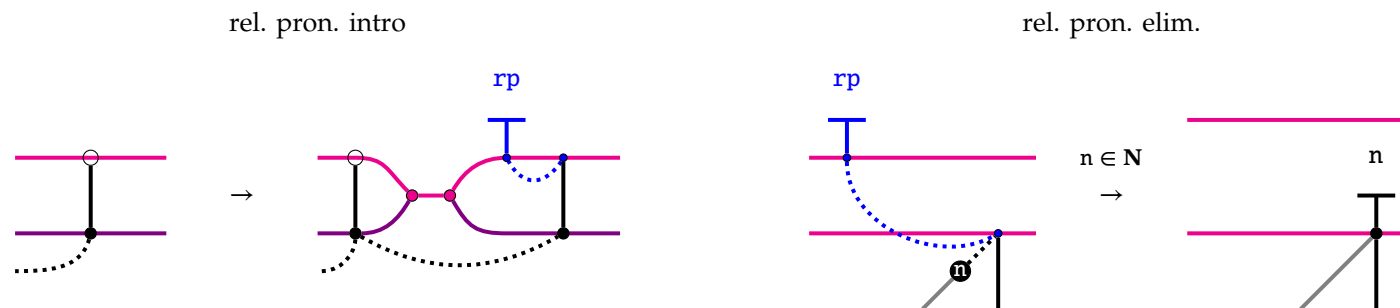 rel. pron. intro
rel. pron. elim.
rp
rp
n ∈ N
n
→
→
n